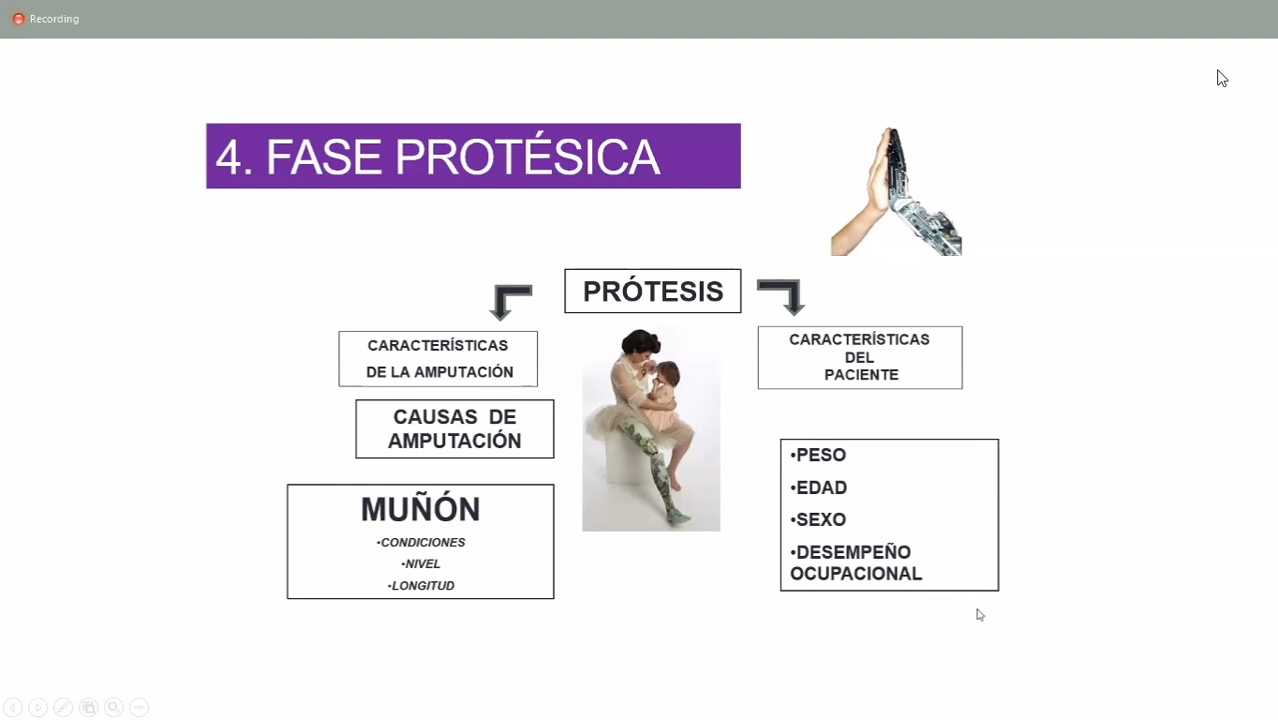 Recording
4. FASE PROTÉSICA
PRÓTESIS
CARACTERÍSTICAS
DE LA AMPUTACIÓN
CAUSAS DE
AMPUTACIÓN
MUÑÓN
•CONDICIONES
•NIVEL
•LONGITUD
CARACTERÍSTICAS
DEL
PACIENTE
•PESO
•EDAD
•SEXO
•DESEMPEÑO
OCUPACIONAL